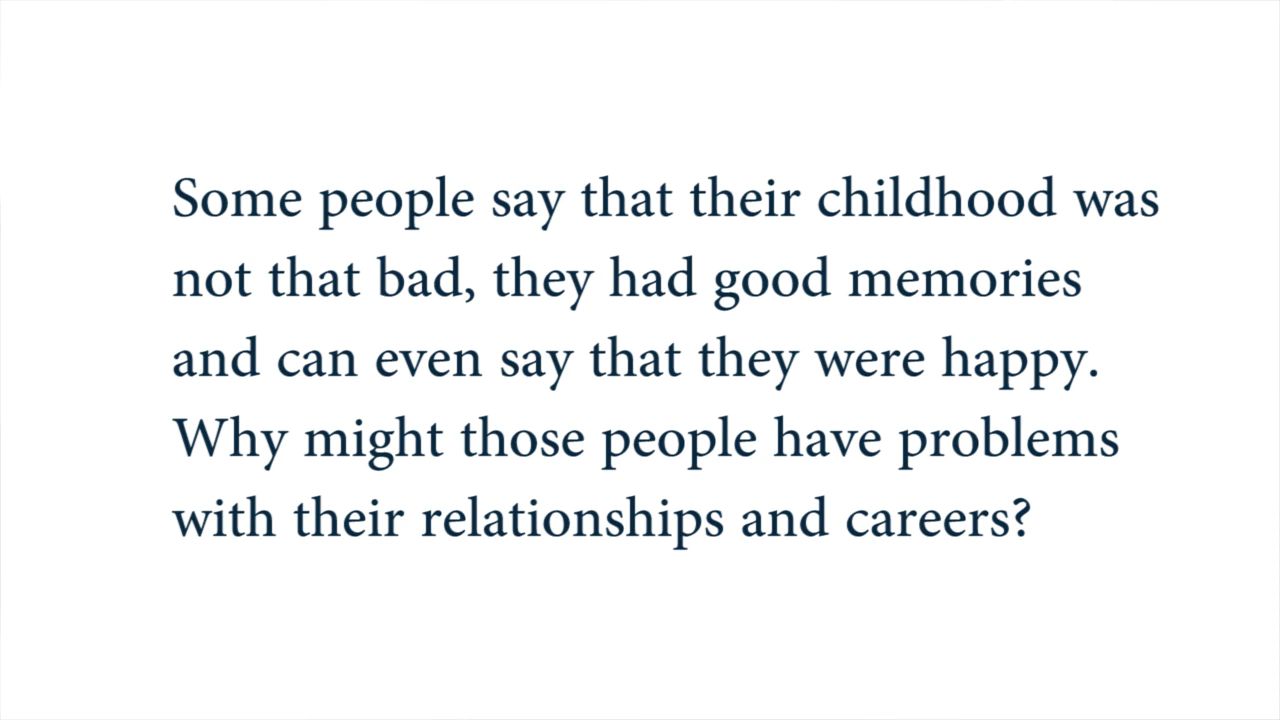 Some people say that their childhood was
not that bad, they had good memories
and can even say that they were happy.
Why might those people have problems
with their relationships and careers?